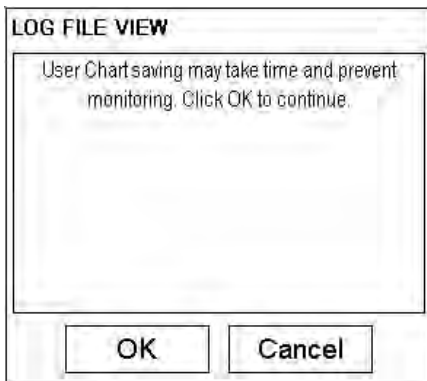 LOG FILE VIEW
User Chart saving may take time and prevent
monitoring. Click OK to continue.
OK
Cancel